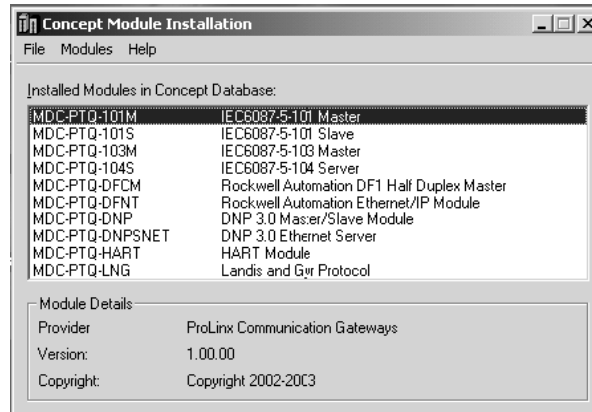 Concept Module Installation
File Modules Help
Installed Modules in Concept Database:
MDC-PTQ-101M IEC6087-5-101 Master
MDC-PTQ-101S IEC6087-5-101 Slave
MDC-PTQ-103M IEC6087-5-103 Master
MDC-PTQ-104S IEC6087-5-104 Server
MDC-PTQ-DFCM Rockwell Automation DF1 Half Duplex Master
MDC-PTQ-DFNT Rockwell Automation Ethernet/IP Module
MDC-PTQ-DNP DNP 3.0 Master/Slave Module
MDC-PTQ-DNPSNET DNP 3.0 Ethernet Server
MDC-PTQ-HART HART Module
MDC-PTQ-LNG Landis and Gyr Protocol
Module Details
Provider ProLinx Communication Gateways
Version: 1.00.00
Copyright: Copyright 2002-2003